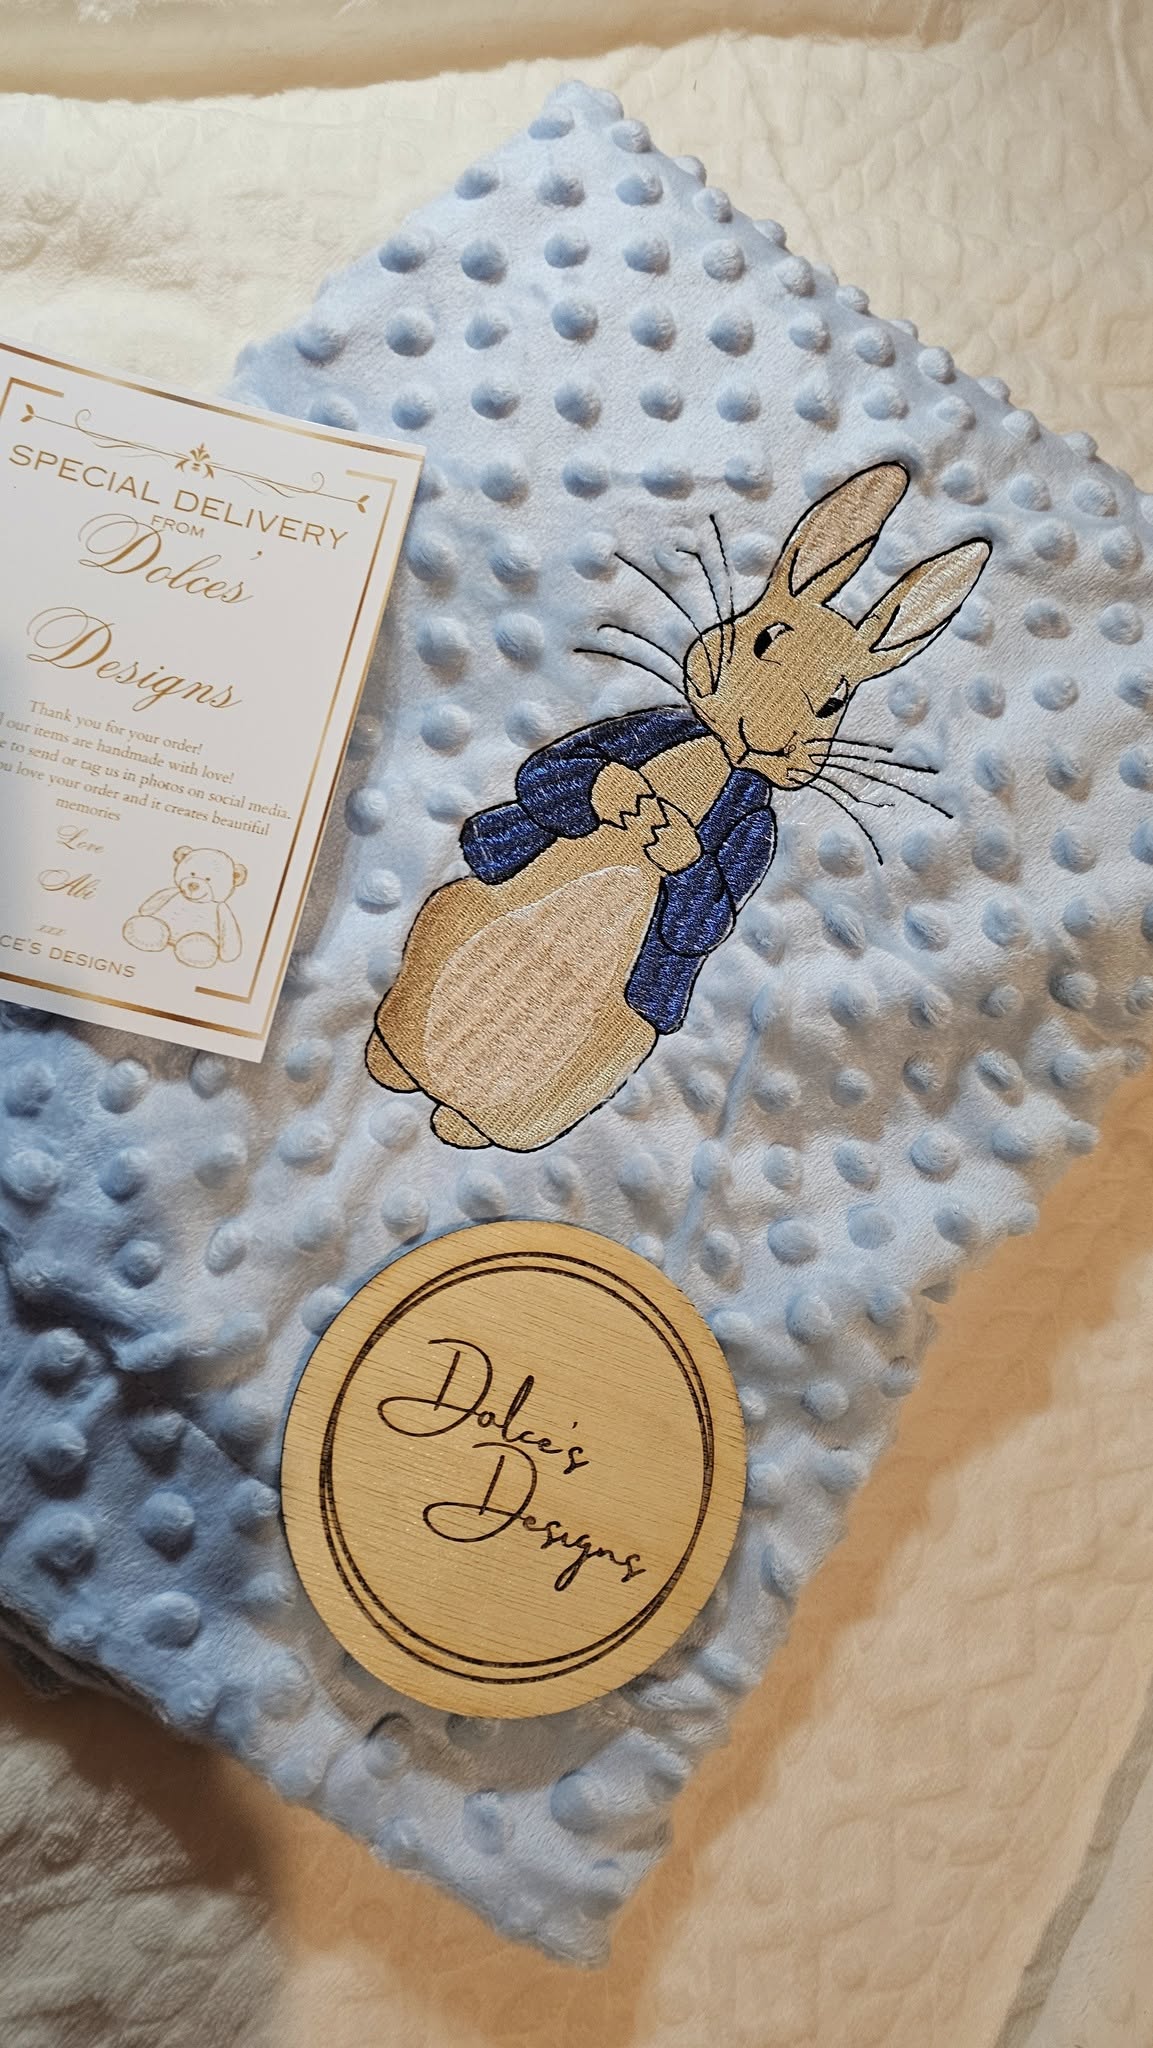 SPECIAL DELIVERY
FROM
Dolces'
Designs
Thank you for your order!
our items are handmade with love!
to send or tag us in photos on social media.
love your order and it creates beautiful
memories
Love
xxx
DESIGNS
Dolce's
Designs